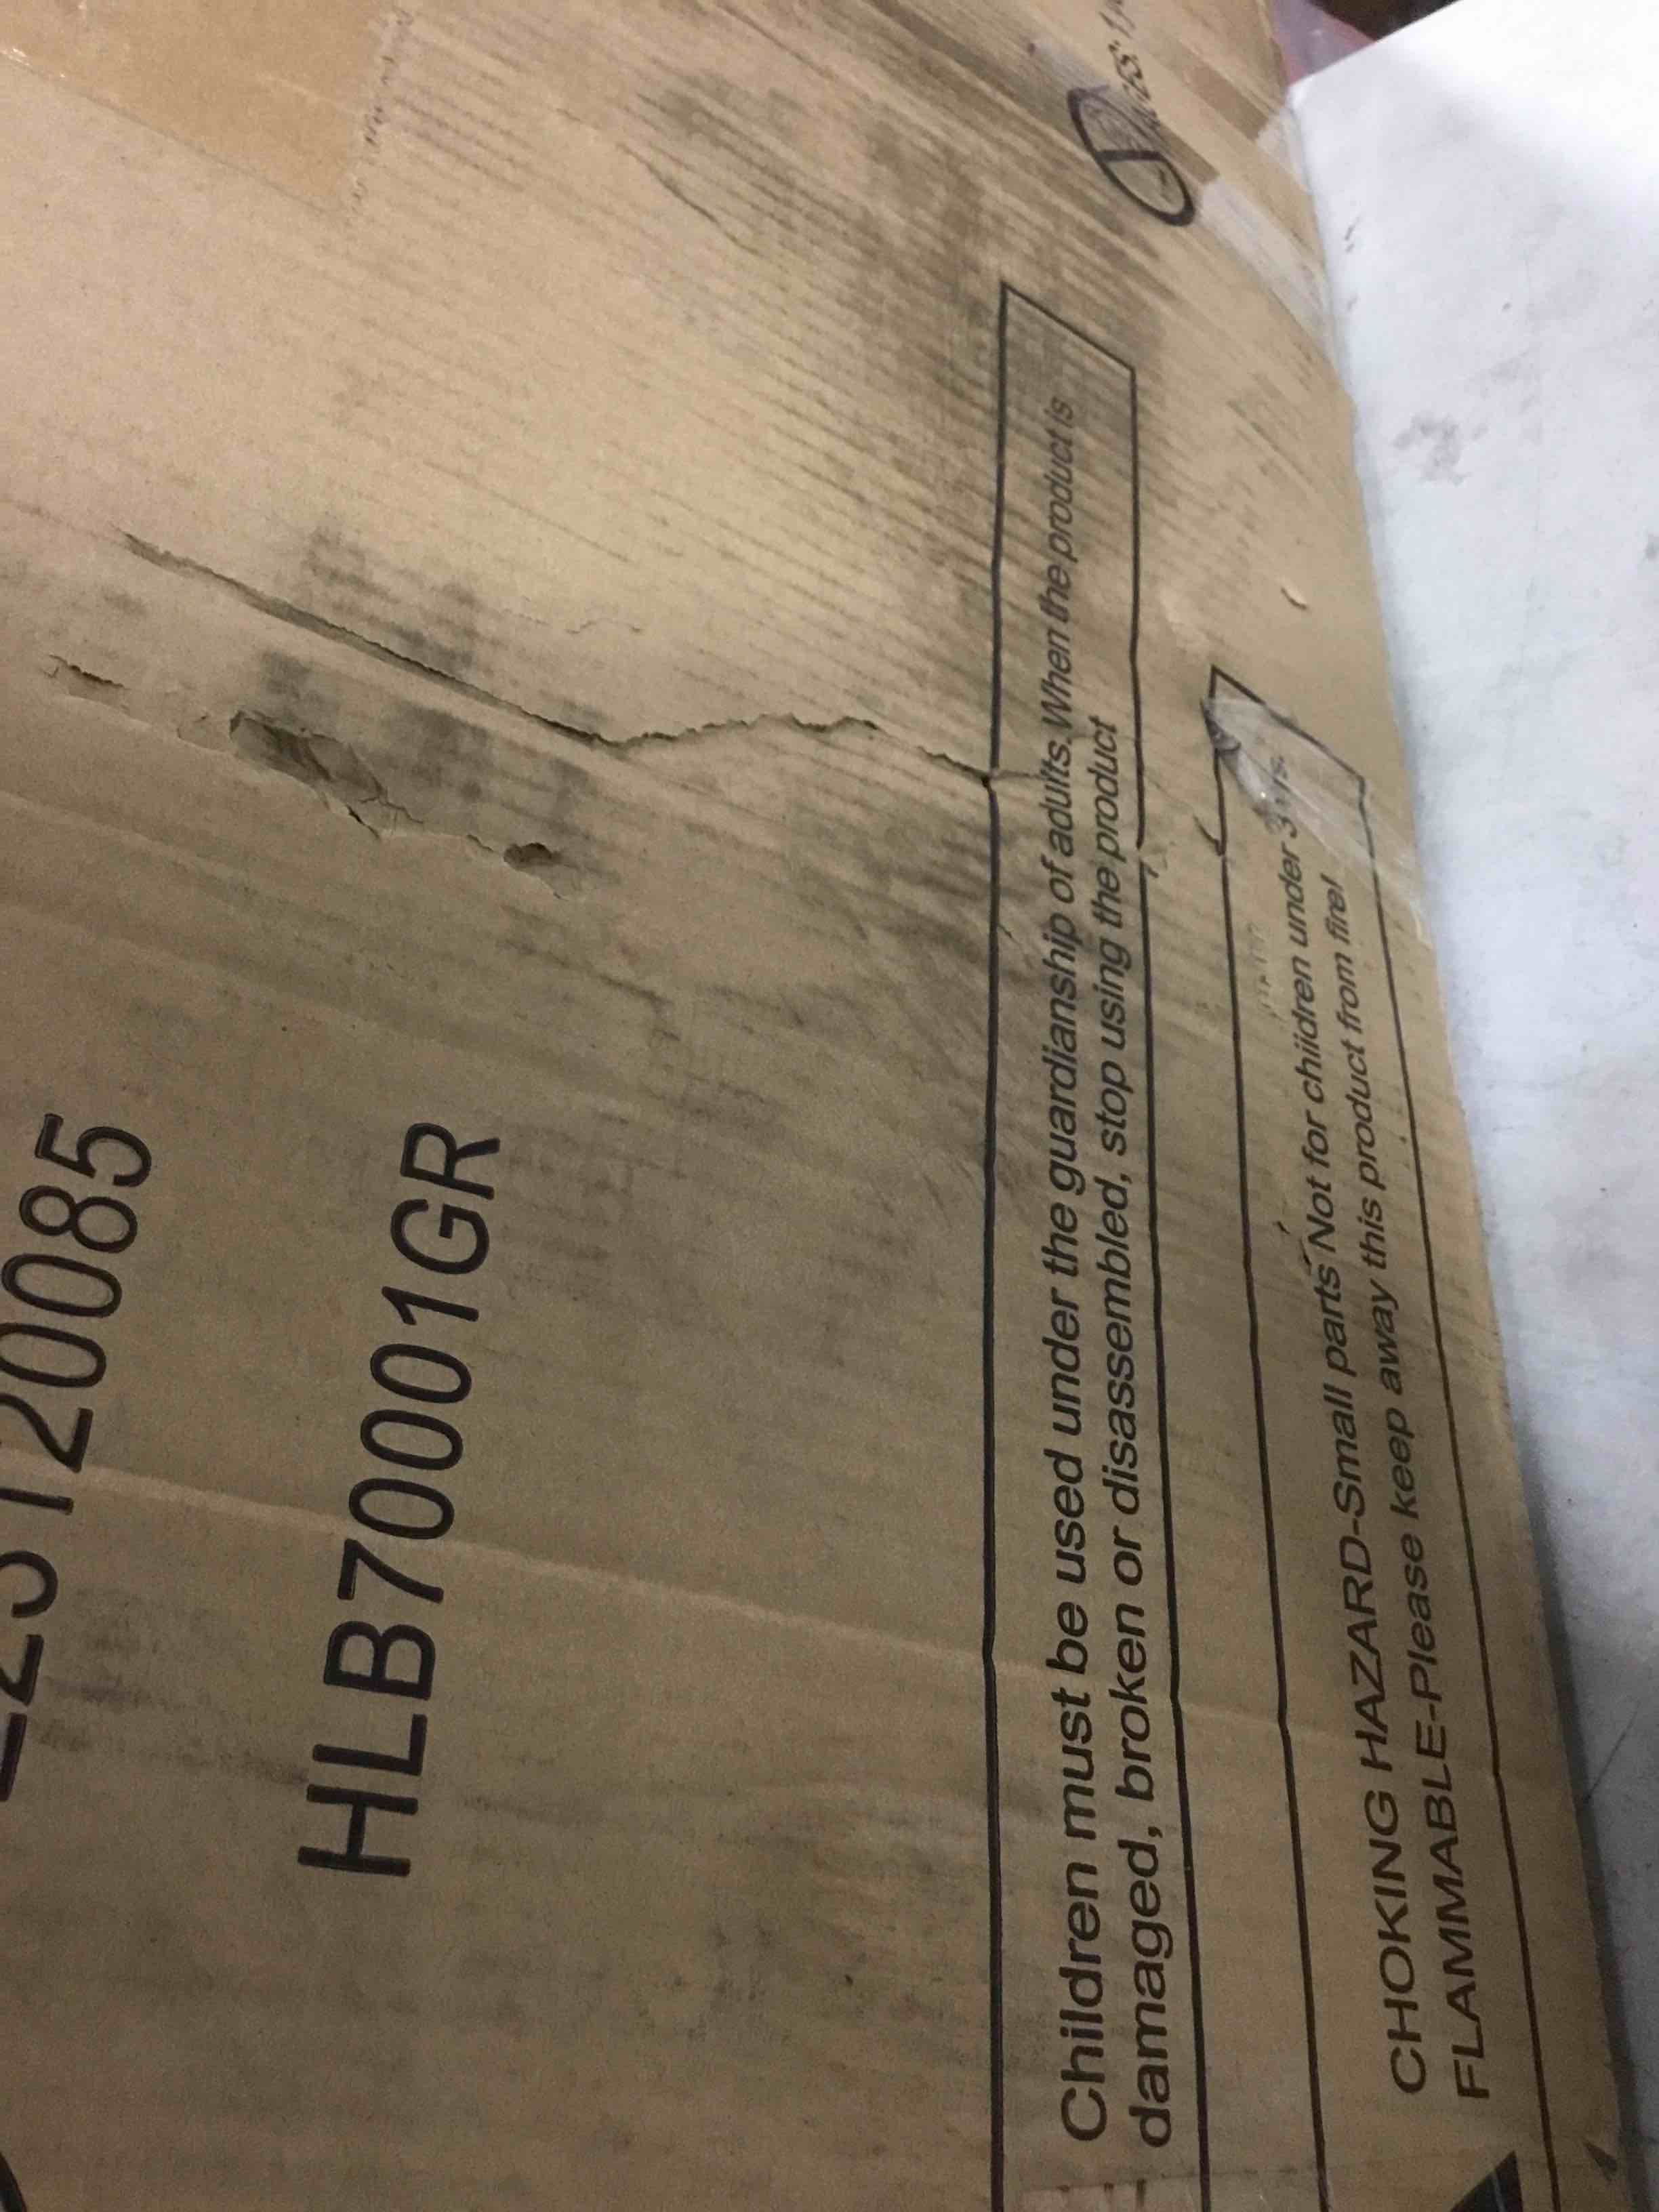 HLB70001GR
Children must be used under the guardianship of adults. When the product is
damaged, broken or disassembled, stop using the product
CHOKING HAZARD-Small parts Not for children under 3 yrs.
FLAMMABLE-Please keep away this product from fire!